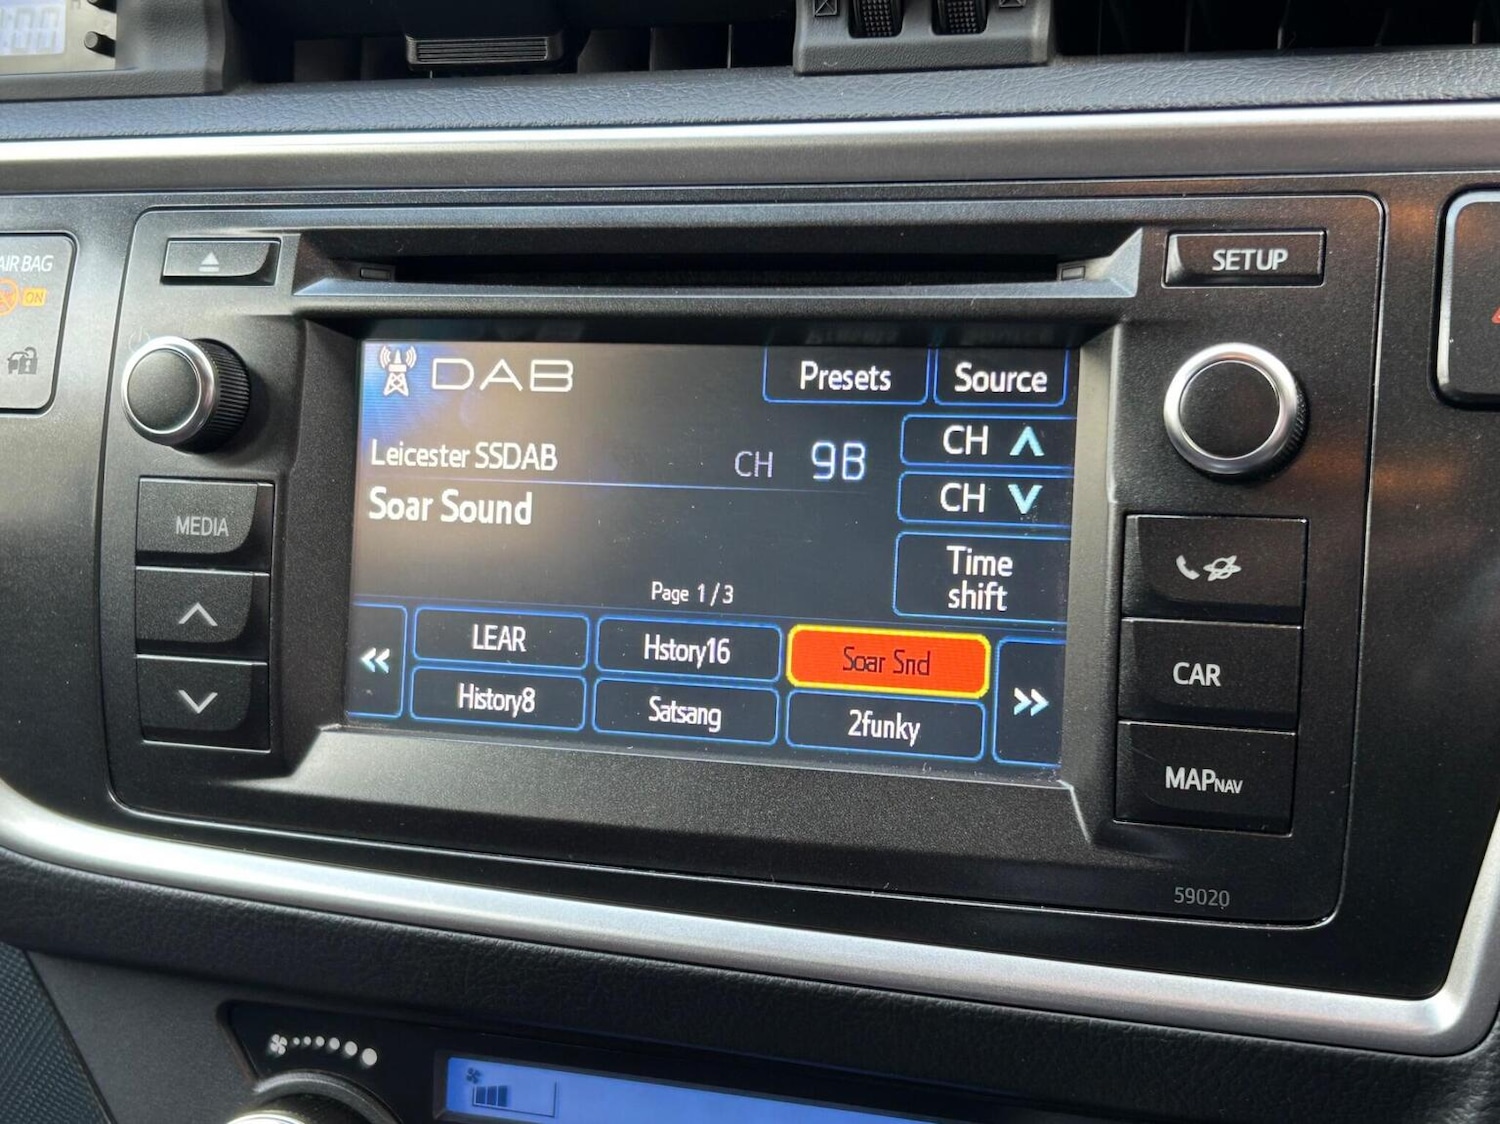 AIR BAG
ON
SETUP
DAB
Presets
Source
Leicester SSDAB
CH 9B
CH
Soar Sound
CH
Time
shift
Page 1/3
LEAR
Hstory16
Soar Snd
History8
Satsang
2funky
MEDIA
CAR
MAPNAV
59020